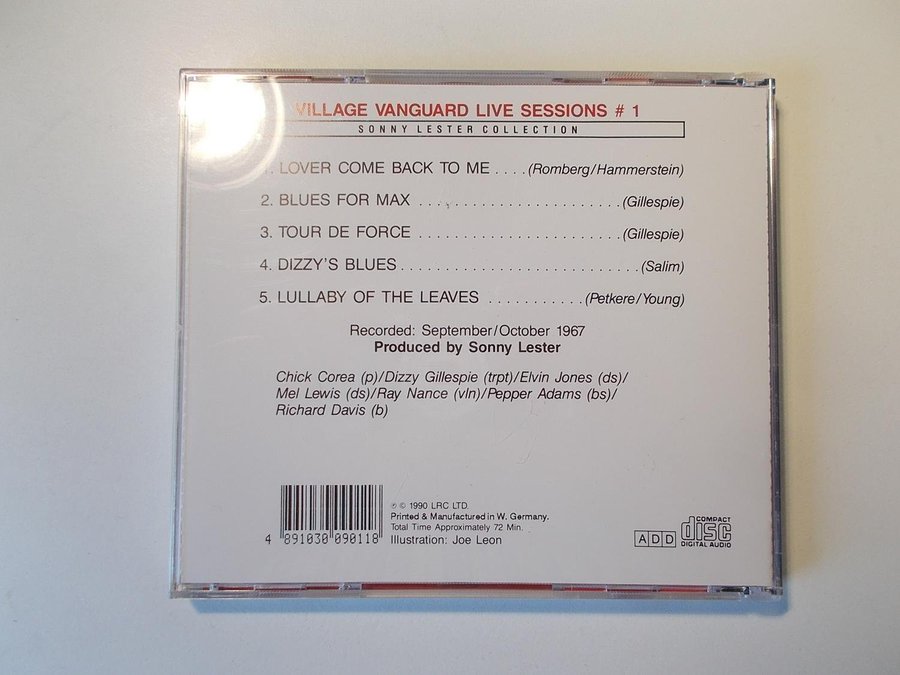 VILLAGE VANGUARD LIVE SESSIONS # 1
SONNY LESTER COLLECTION
1. LOVER COME BACK TO ME . . . . (Romberg/Hammerstein)
2. BLUES FOR MAX . . . . . . . . . . . . . . . . . . . . . . . . (Gillespie)
3. TOUR DE FORCE . . . . . . . . . . . . . . . . . . . . . . . . (Gillespie)
4. DIZZY'S BLUES . . . . . . . . . . . . . . . . . . . . . . . . . . . . (Salim)
5. LULLABY OF THE LEAVES . . . . . . . . . . . (Petkere/Young)
Recorded: September/October 1967
Produced by Sonny Lester
Chick Corea (p)/Dizzy Gillespie (trpt)/Elvin Jones (ds)/
Mel Lewis (ds)/Ray Nance (vln)/Pepper Adams (bs)/
Richard Davis (b)
℗ © 1990 LRC LTD.
Printed & Manufactured in W. Germany.
Total Time Approximately 72 Min.
Illustration: Joe Leon
4 891030 090118
ADD
COMPACT
disc
DIGITAL AUDIO